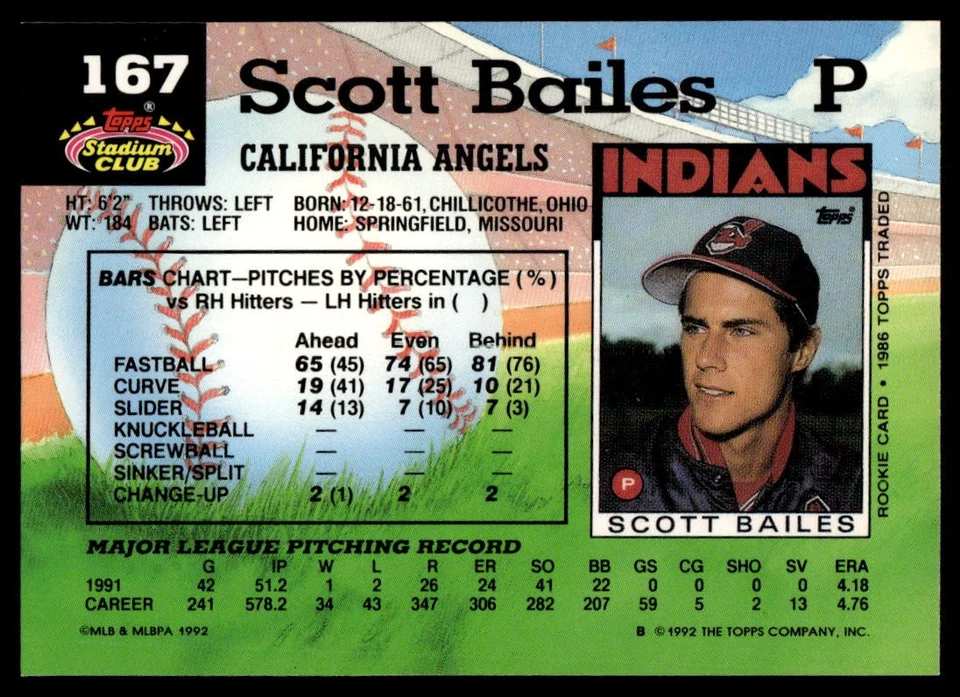 167
Scott Bailes P
Topps®
Stadium
CLUB
CALIFORNIA ANGELS
HT: 6'2" THROWS: LEFT BORN: 12-18-61, CHILLICOTHE, OHIO
WT: 184 BATS: LEFT HOME: SPRINGFIELD, MISSOURI
BARS CHART—PITCHES BY PERCENTAGE (%)
vs RH Hitters — LH Hitters in ( )
Ahead Even Behind
FASTBALL 65 (45) 74 (65) 81 (76)
CURVE 19 (41) 17 (25) 10 (21)
SLIDER 14 (13) 7 (10) 7 (3)
KNUCKLEBALL — — —
SCREWBALL — — —
SINKER/SPLIT — — —
CHANGE-UP 2 (1) 2 2
INDIANS
Topps®
P
SCOTT BAILES
ROOKIE CARD • 1986 TOPPS TRADED
MAJOR LEAGUE PITCHING RECORD
G IP W L R ER SO BB GS CG SHO SV ERA
1991 42 51.2 1 2 26 24 41 22 0 0 0 0 4.18
CAREER 241 578.2 34 43 347 306 282 207 59 5 2 13 4.76
©MLB & MLBPA 1992 B ©1992 THE TOPPS COMPANY, INC.